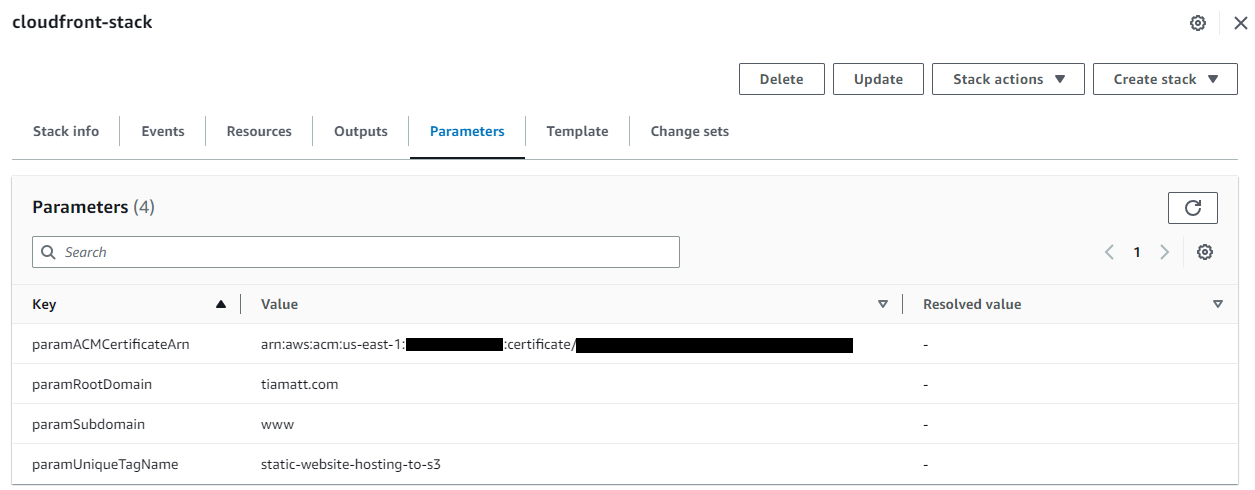 cloudfront-stack
Delete Update Stack actions Create stack
Stack info Events Resources Outputs Parameters Template Change sets
Parameters (4)
Search
1
Key Value Resolved value
paramACMCertificateArn arn:aws:acm:us-east-1: :certificate/ -
paramRootDomain tiamatt.com -
paramSubdomain www -
paramUniqueTagName static-website-hosting-to-s3 -